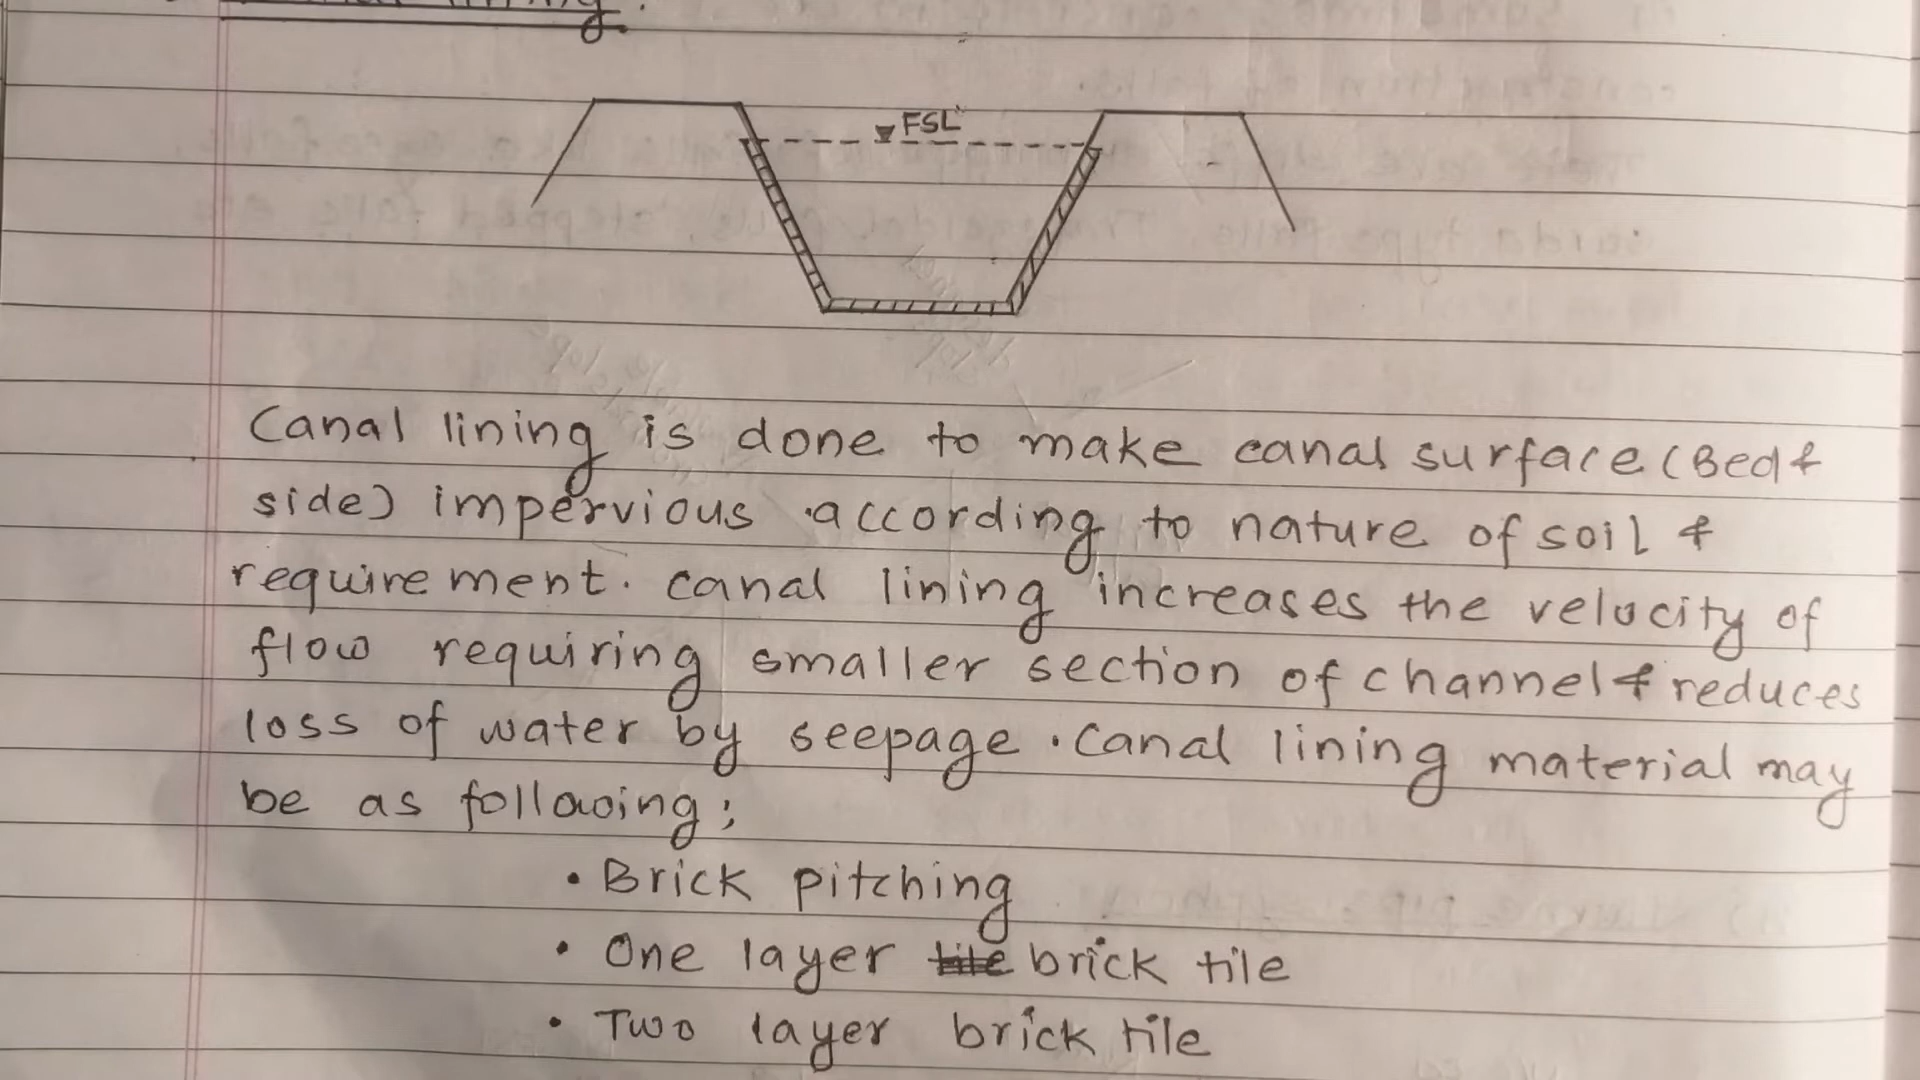 lining:
FSL
Canal lining is done to make canal surface (Bed &
side) impervious according to nature of soil &
requirement. canal lining increases the velocity of
flow requiring smaller section of channel & reduces
loss of water by seepage. Canal lining material may
be as following;
• Brick pitching
• One layer brick tile
• Two layer brick tile